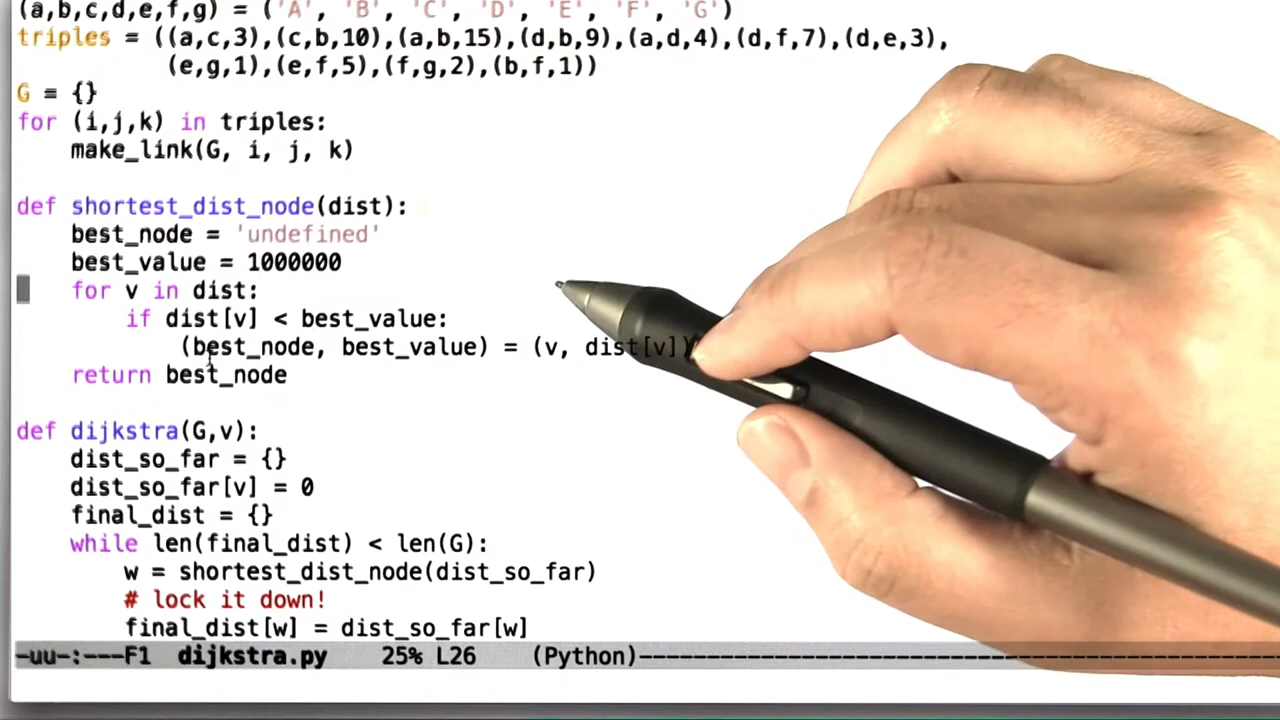 (a,b,c,d,e,f,g) = ('A', 'B', 'C', 'D', 'E', 'F', 'G')
triples = ((a,c,3),(c,b,10),(a,b,15),(d,b,9),(a,d,4),(d,f,7),(d,e,3),
(e,g,1),(e,f,5),(f,g,2),(b,f,1))
G = {}
for (i,j,k) in triples:
make_link(G, i, j, k)
def shortest_dist_node(dist):
best_node = 'undefined'
best_value = 1000000
for v in dist:
if dist[v] < best_value:
(best_node, best_value) = (v, dist[v])
return best_node
def dijkstra(G,v):
dist_so_far = {}
dist_so_far[v] = 0
final_dist = {}
while len(final_dist) < len(G):
w = shortest_dist_node(dist_so_far)
# lock it down!
final_dist[w] = dist_so_far[w]
-uu-:---F1 dijkstra.py 25% L26 (Python)----------------------------------------------